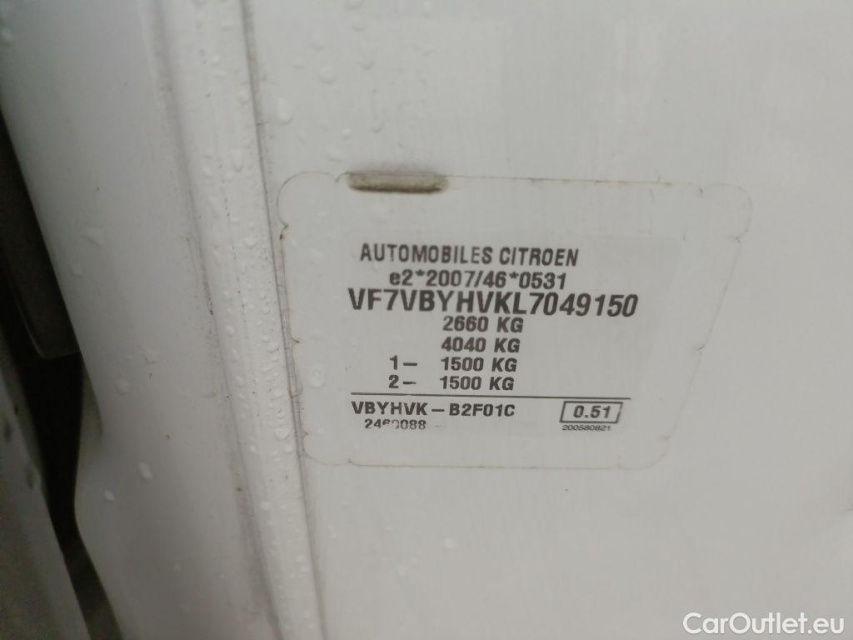 AUTOMOBILES CITROEN
e2*2007/46*0531
VF7VBYHVKL7049150
2660 KG
4040 KG
1- 1500 KG
2- 1500 KG
VBYHVK-B2F01C 0.51
200580821
CarOutlet.eu